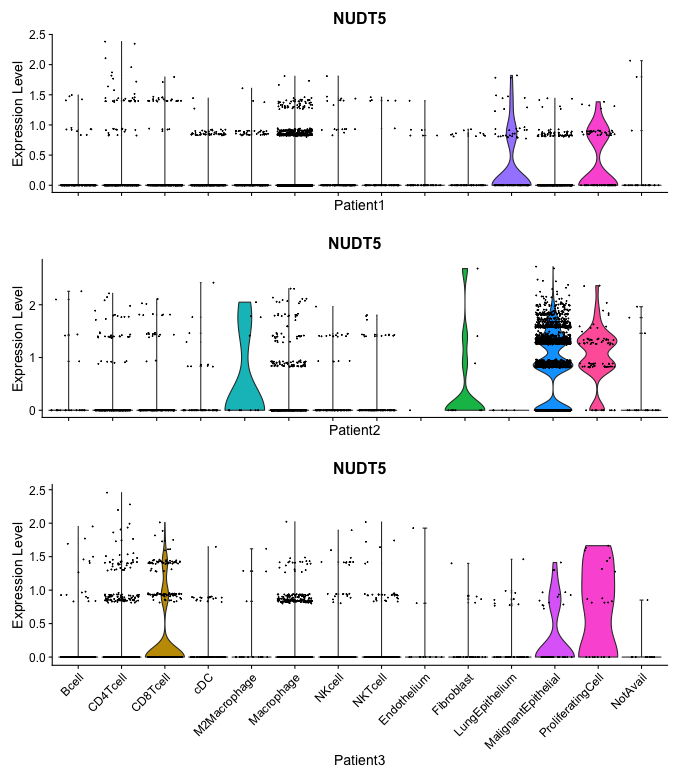 NUDT5
Expression Level
2.5
2.0
1.5
1.0
0.5
0.0
Patient1
NUDT5
Expression Level
2
1
0
Patient2
NUDT5
Expression Level
2.5
2.0
1.5
1.0
0.5
0.0
Bcell
CD4Tcell
CD8Tcell
cDC
M2Macrophage
Macrophage
NKcell
NKTcell
Endothelium
Fibroblast
LungEpithelium
MalignantEpithelial
ProliferatingCell
NotAvail
Patient3